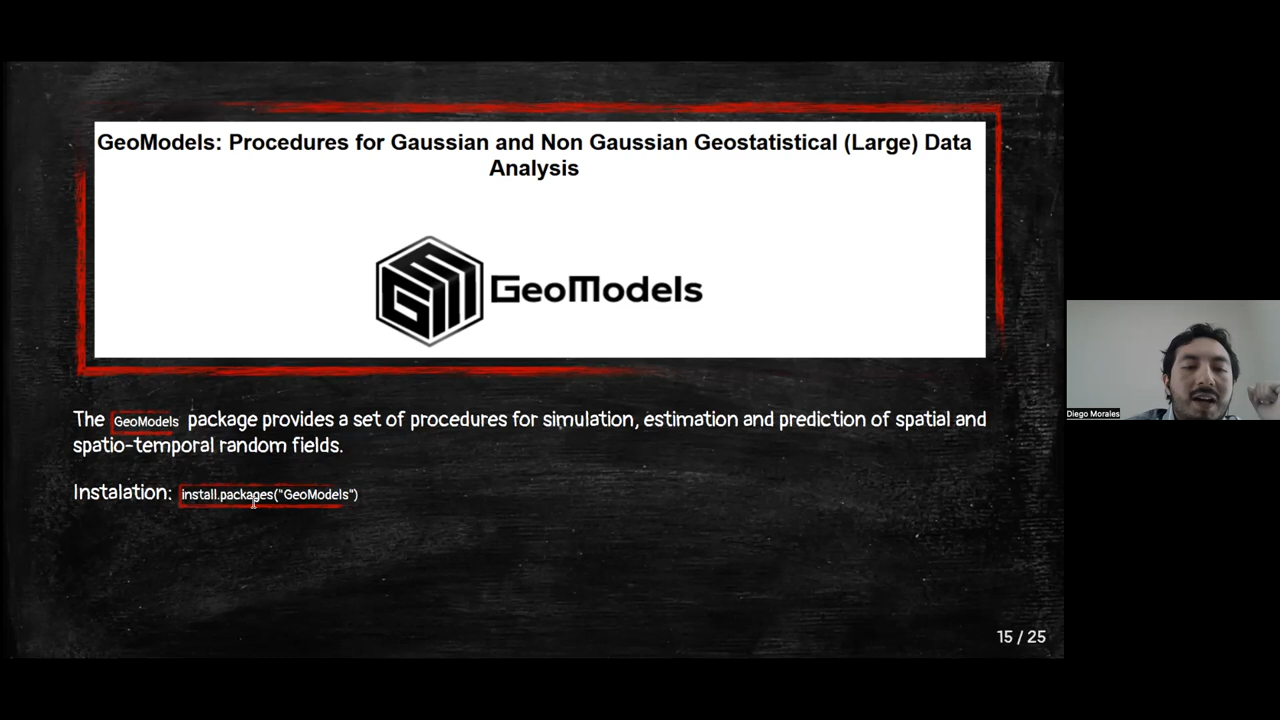 GeoModels: Procedures for Gaussian and Non Gaussian Geostatistical (Large) Data
Analysis
GM
GeoModels
The GeoModels package provides a set of procedures for simulation, estimation and prediction of spatial and
spatio-temporal random fields.
Instalation: install.packages("GeoModels")
Diego Morales
15 / 25